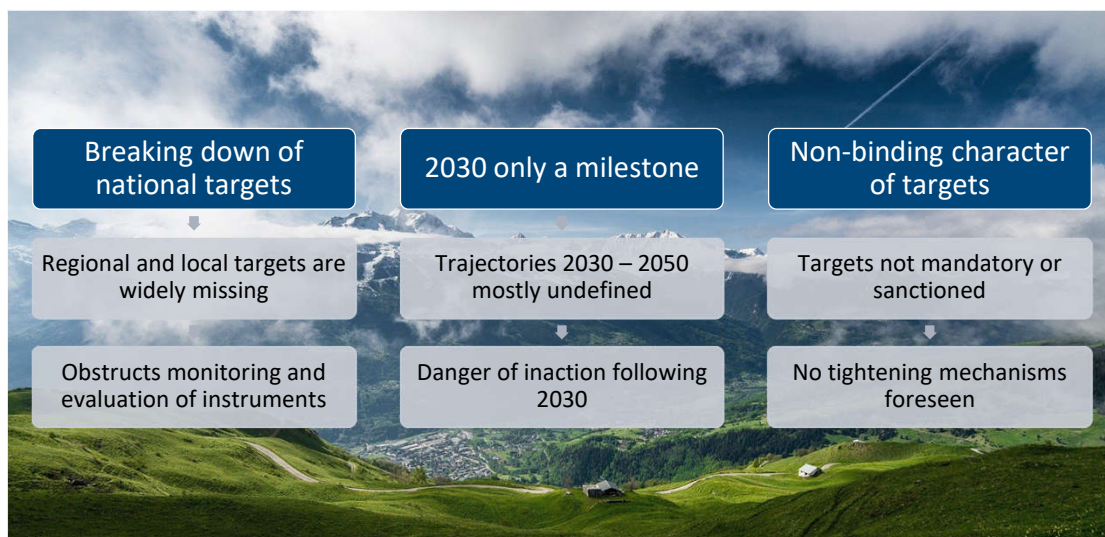 Breaking down of
national targets
Regional and local targets are
widely missing
Obstructs monitoring and
evaluation of instruments
2030 only a milestone
Trajectories 2030 – 2050
mostly undefined
Danger of inaction following
2030
Non-binding character
of targets
Targets not mandatory or
sanctioned
No tightening mechanisms
foreseen